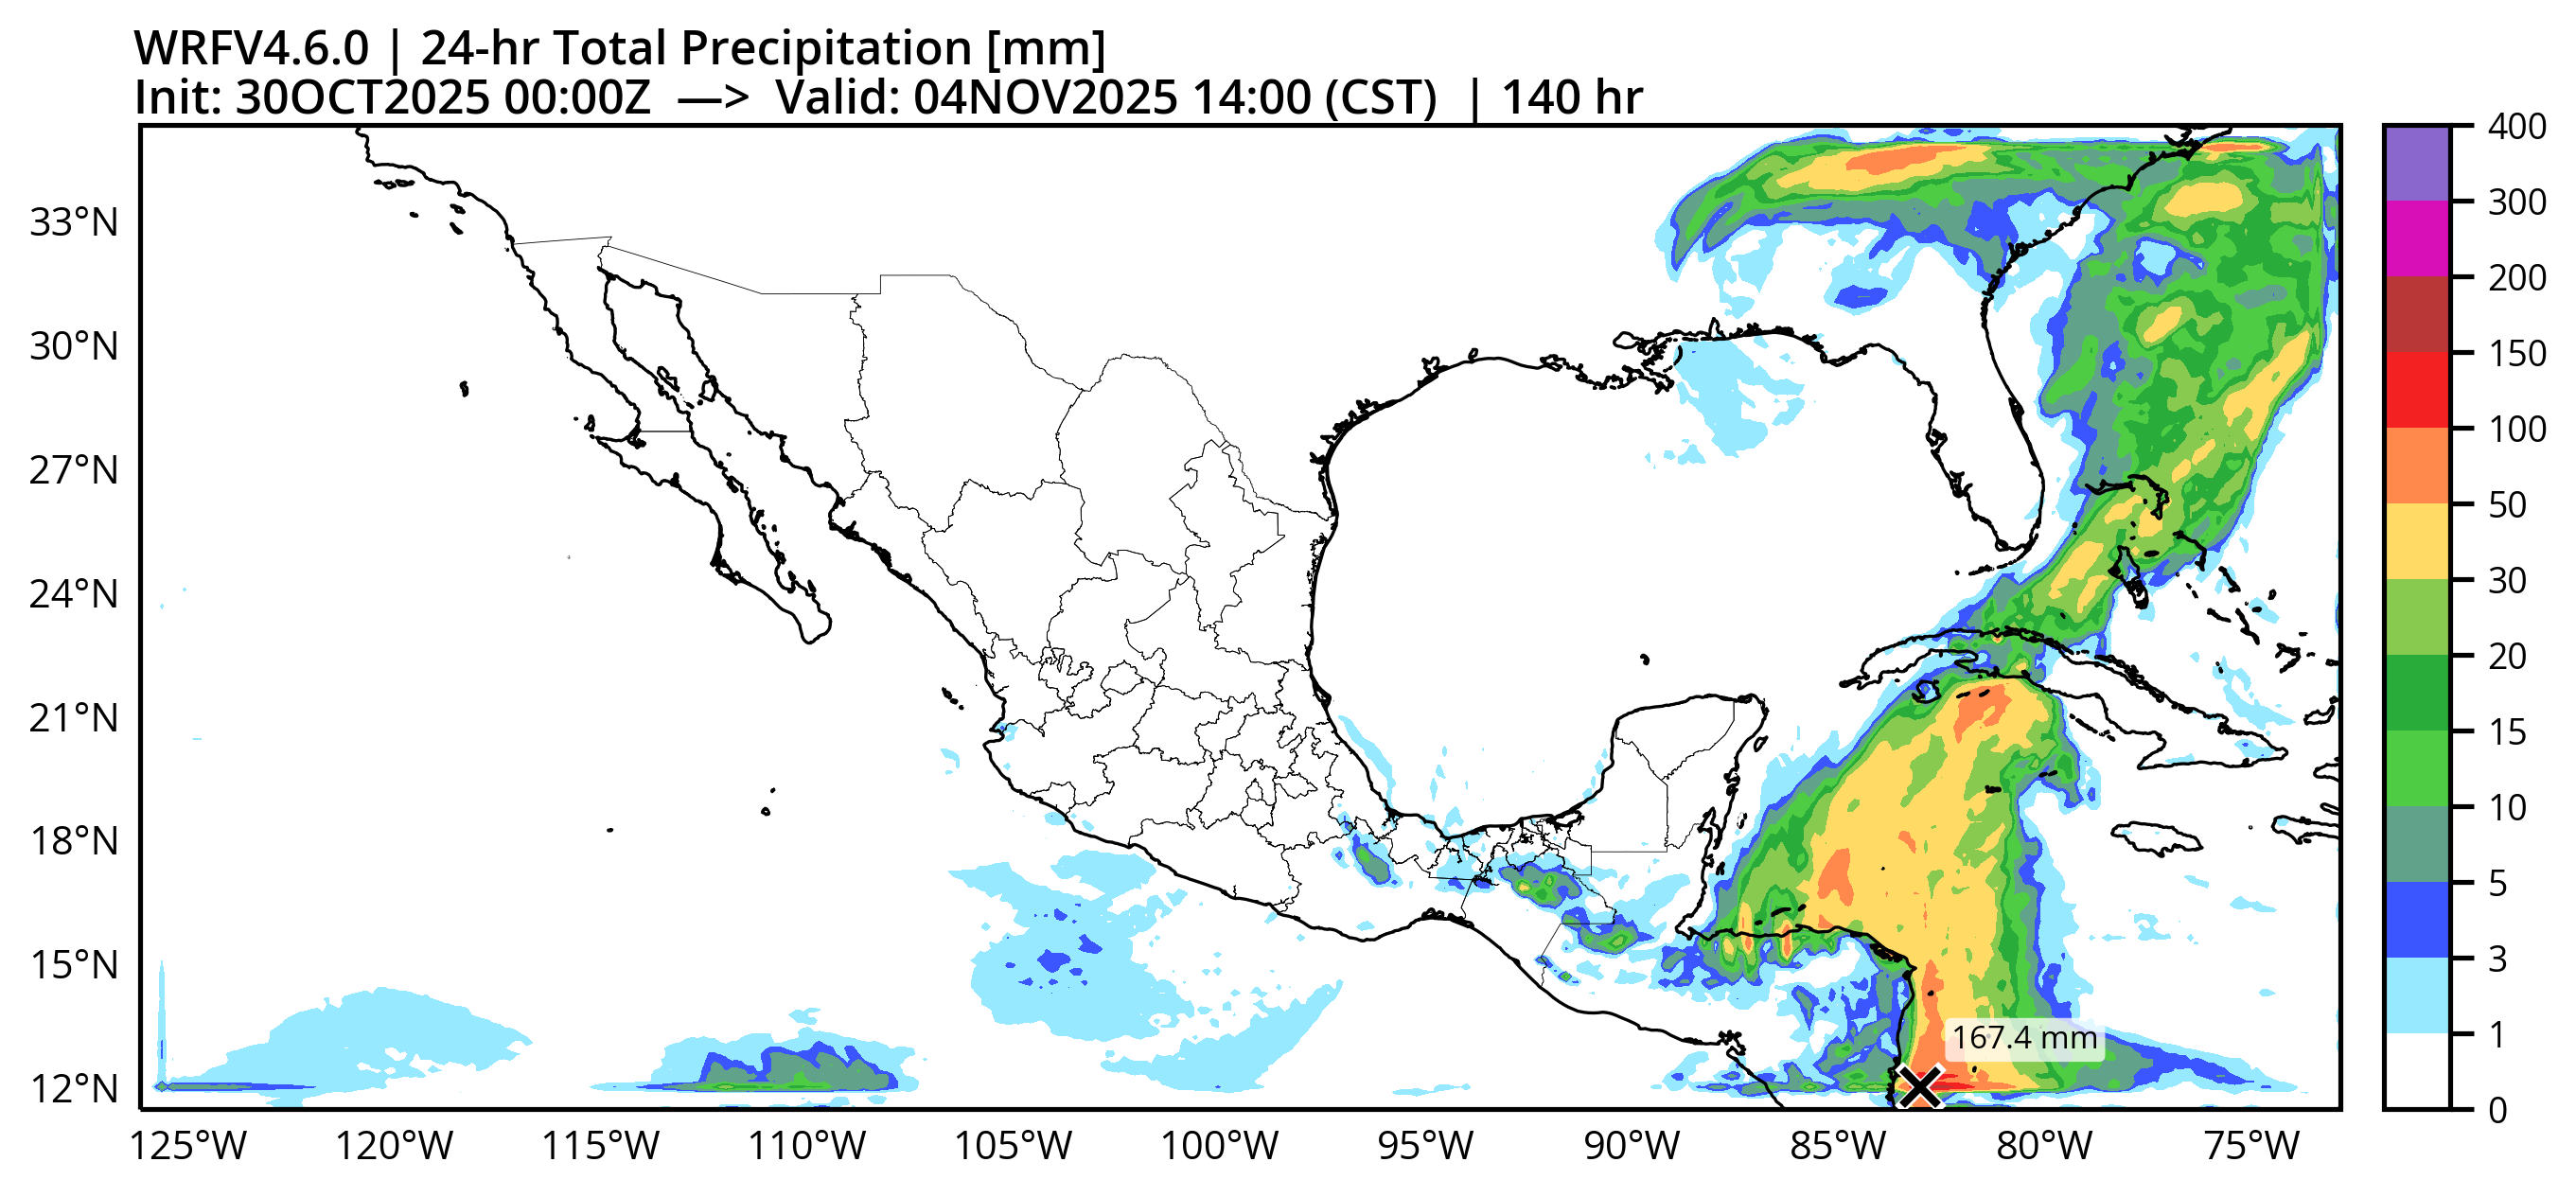 WRFV4.6.0 | 24-hr Total Precipitation [mm]
Init: 30OCT2025 00:00Z —> Valid: 04NOV2025 14:00 (CST) | 140 hr
33°N
30°N
27°N
24°N
21°N
18°N
15°N
12°N
167.4 mm
125°W 120°W 115°W 110°W 105°W 100°W 95°W 90°W 85°W 80°W 75°W
400
300
200
150
100
50
30
20
15
10
5
3
1
0